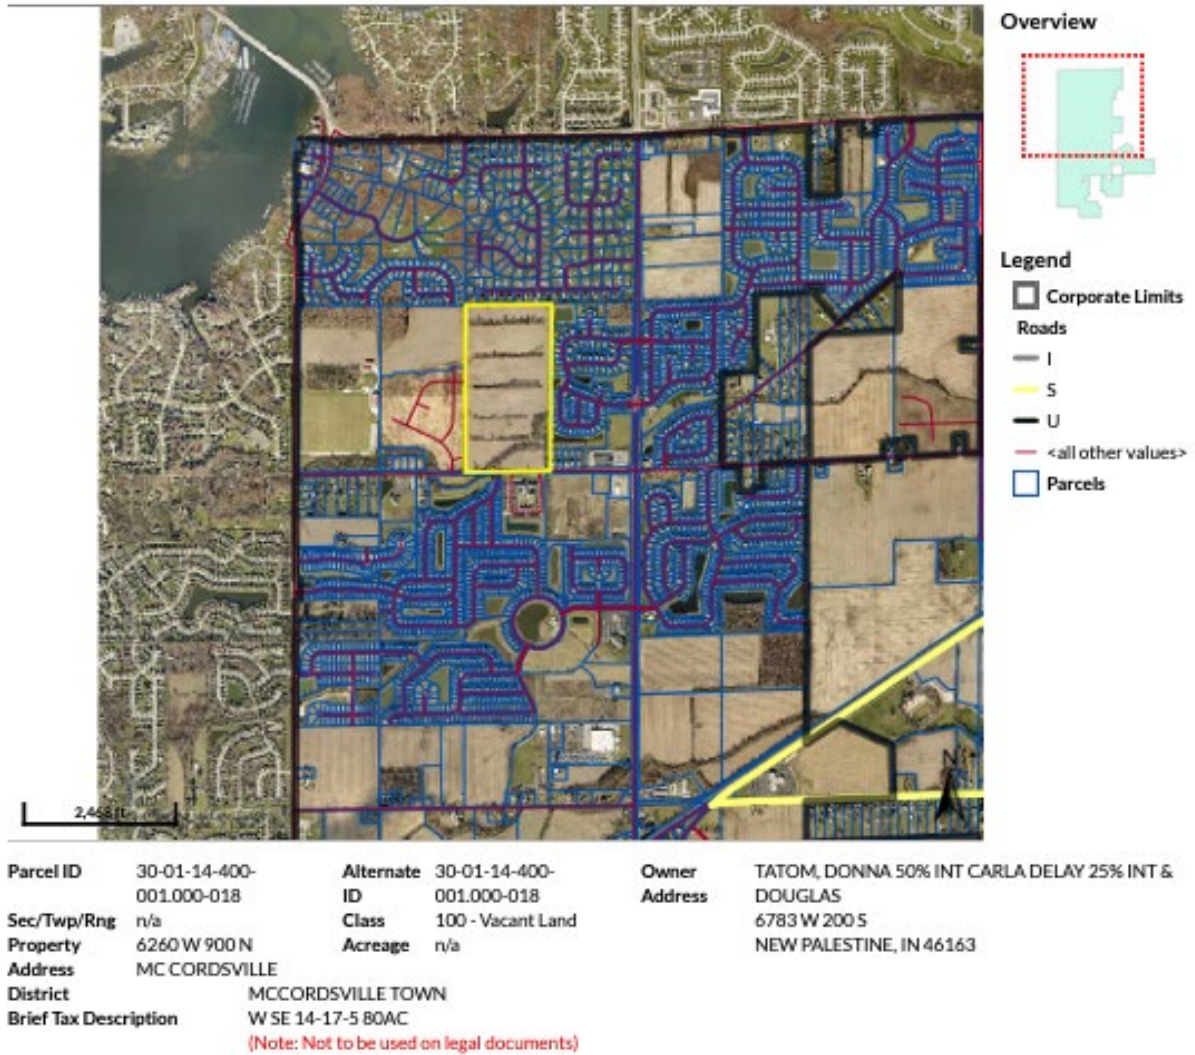 Overview
Legend
Corporate Limits
Roads
I
S
U
<all other values>
Parcels
N
Parcel ID 30-01-14-400-001.000-018
Sec/Twp/Rng n/a
Property Address 6260 W 900 N
MC CORDSVILLE
Alternate ID 30-01-14-400-001.000-018
Class 100 - Vacant Land
Acreage n/a
Owner Address TATOM, DONNA 50% INT CARLA DELAY 25% INT &
DOUGLAS
6783 W 200 S
NEW PALESTINE, IN 46163
District MCCORDSVILLE TOWN
Brief Tax Description W SE 14-17-5 80AC
(Note: Not to be used on legal documents)